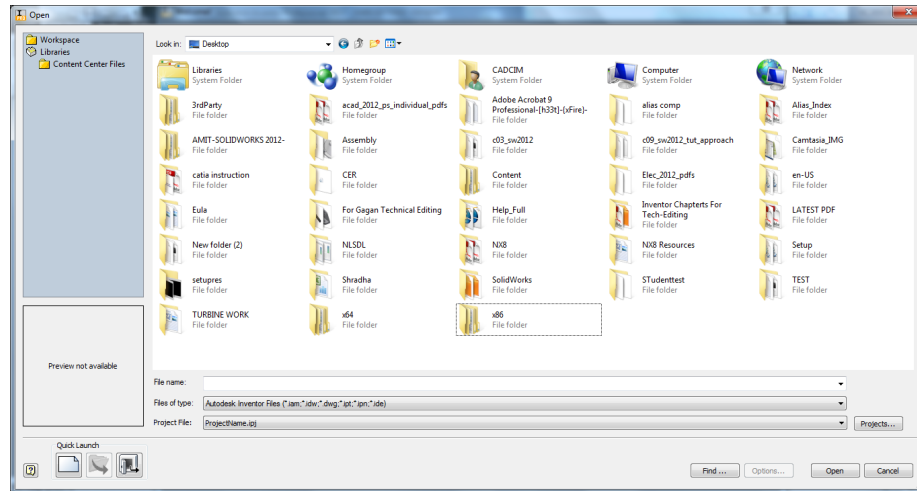 Open
Workspace
Libraries
Content Center Files
Look in:
Desktop
Libraries
System Folder
Homegroup
System Folder
CADCIM
System Folder
Computer
System Folder
Network
System Folder
3rdParty
File folder
acad_2012_ps_individual_pdfs
File folder
Adobe Acrobat 9
Professional-[h33t]-{xFire}-
File folder
alias comp
File folder
Alias_Index
File folder
AMIT-SOLIDWORKS 2012-
File folder
Assembly
File folder
c03_sw2012
File folder
c09_sw2012_tut_approach
File folder
Camtasia_IMG
File folder
catia instruction
File folder
CER
File folder
Content
File folder
Elec_2012_pdfs
File folder
en-US
File folder
Eula
File folder
For Gagan Technical Editing
File folder
Help_Full
File folder
Inventor Chapterts For
Tech-Editing
File folder
LATEST PDF
File folder
New folder (2)
File folder
NLSDL
File folder
NX8
File folder
NX8 Resources
File folder
Setup
File folder
setupres
File folder
Shradha
File folder
SolidWorks
File folder
STudenttest
File folder
TEST
File folder
TURBINE WORK
File folder
x64
File folder
x86
File folder
Preview not available
File name:
Files of type:
Autodesk Inventor Files (*.iam;*.idw;*.dwg;*.ipt;*.ipn;*.ide)
Project File:
ProjectName.ipj
Projects...
Quick Launch
Find ...
Options...
Open
Cancel